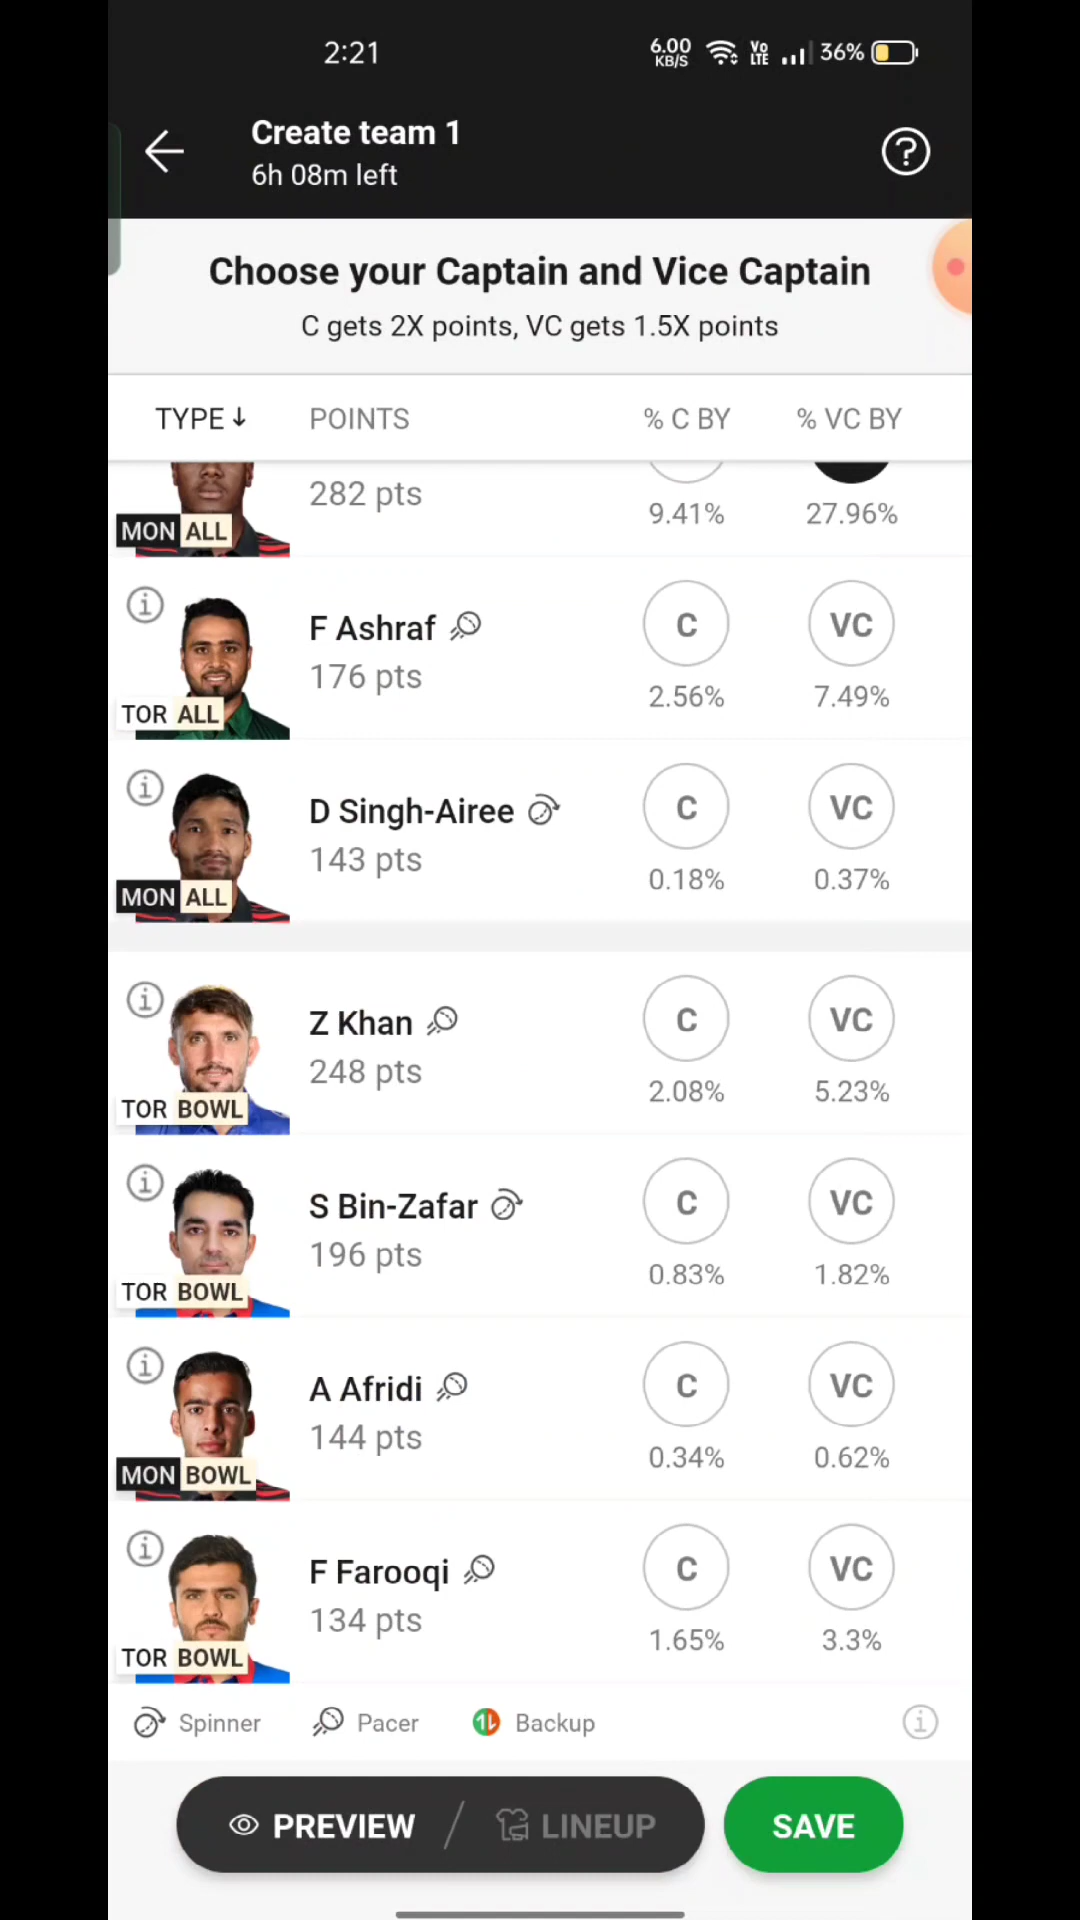 2:21
6.00 KB/S
Vo LTE
36%
Create team 1
6h 08m left
Choose your Captain and Vice Captain
C gets 2X points, VC gets 1.5X points
TYPE↓ POINTS % C BY % VC BY
282 pts
9.41% 27.96%
MON ALL
F Ashraf C VC
176 pts
2.56% 7.49%
TOR ALL
D Singh-Airee C VC
143 pts
0.18% 0.37%
MON ALL
Z Khan C VC
248 pts
2.08% 5.23%
TOR BOWL
S Bin-Zafar C VC
196 pts
0.83% 1.82%
TOR BOWL
A Afridi C VC
144 pts
0.34% 0.62%
MON BOWL
F Farooqi C VC
134 pts
1.65% 3.3%
TOR BOWL
Spinner Pacer Backup
PREVIEW / LINEUP SAVE